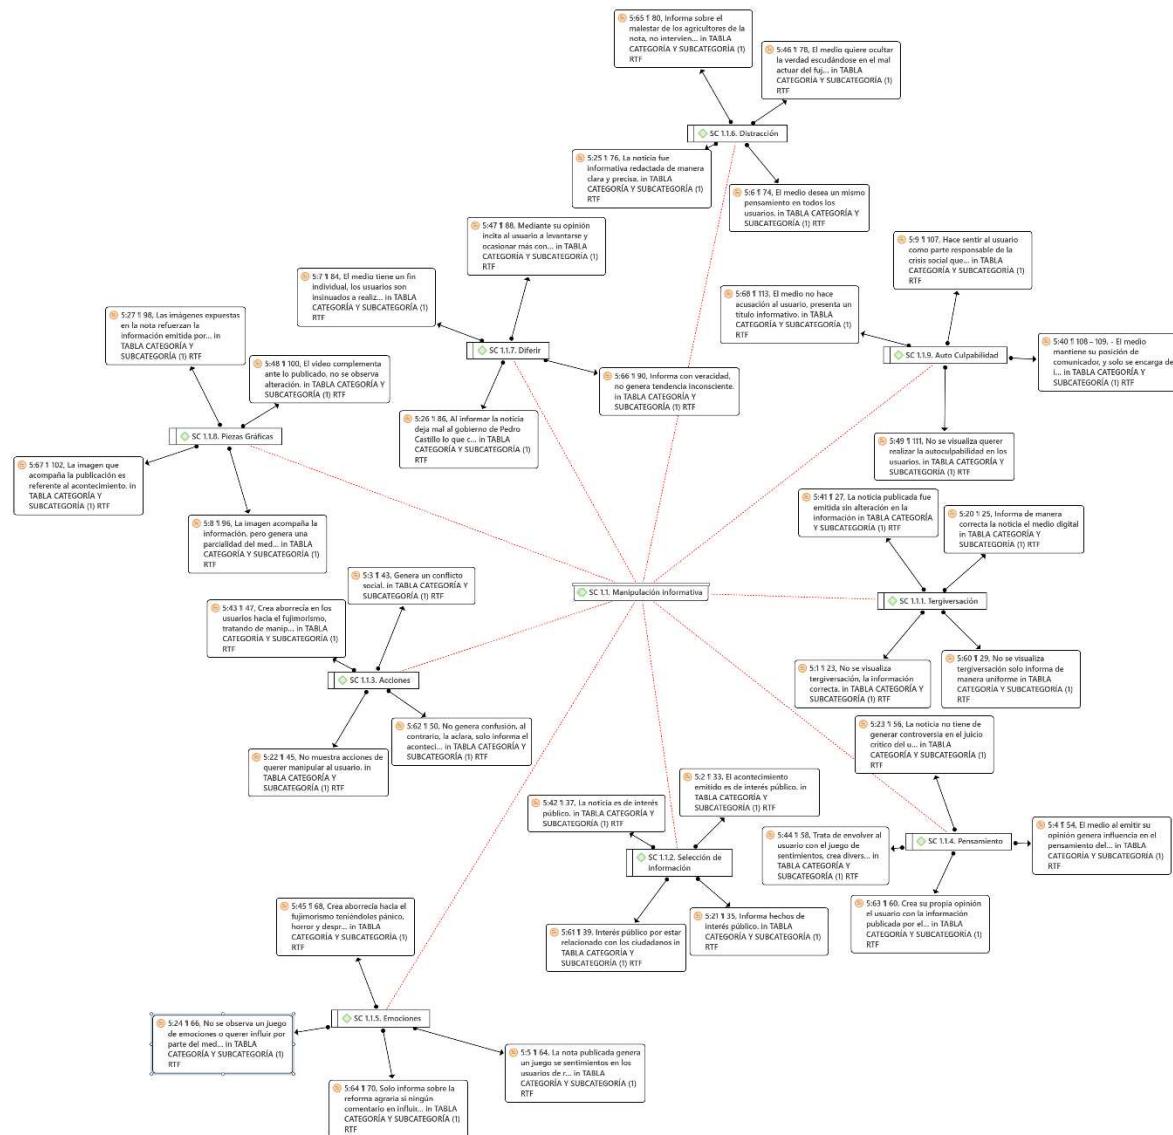 5:65 ¶ 80, Informa sobre el
malestar de los agricultores de la
nota, no intervien... in TABLA
CATEGORÍA Y SUBCATEGORÍA (1)
RTF
5:46 ¶ 78, El medio quiere ocultar
la verdad escudándose en el mal
actuar del fuj... in TABLA
CATEGORÍA Y SUBCATEGORÍA (1)
RTF
SC 1.1.6. Distracción
5:25 ¶ 76, La noticia fue
informativa redactada de manera
clara y precisa. in TABLA
CATEGORÍA Y SUBCATEGORÍA (1)
RTF
5:6 ¶ 74, El medio desea un mismo
pensamiento en todos los
usuarios. in TABLA CATEGORÍA Y
SUBCATEGORÍA (1) RTF
5:47 ¶ 88, Mediante su opinión
incita al usuario a levantarse y
ocasionar más con... in TABLA
CATEGORÍA Y SUBCATEGORÍA (1)
RTF
5:7 ¶ 84, El medio tiene un fin
individual, los usuarios son
insinuados a realiz... in TABLA
CATEGORÍA Y SUBCATEGORÍA (1)
RTF
SC 1.1.7. Diferir
5:66 ¶ 90, Informa con veracidad,
no genera tendencia inconsciente.
in TABLA CATEGORÍA Y
SUBCATEGORÍA (1) RTF
5:26 ¶ 86, Al informar la noticia
deja mal al gobierno de Pedro
Castillo lo que c... in TABLA
CATEGORÍA Y SUBCATEGORÍA (1)
RTF
5:9 ¶ 107, Hace sentir al usuario
como parte responsable de la
crisis social que... in TABLA
CATEGORÍA Y SUBCATEGORÍA (1)
RTF
5:68 ¶ 113, El medio no hace
acusación al usuario, presenta un
título informativo. in TABLA
CATEGORÍA Y SUBCATEGORÍA (1)
RTF
SC 1.1.9. Auto Culpabilidad
5:40 ¶ 108 – 109, - El medio
mantiene su posición de
comunicador, y solo se encarga de
i... in TABLA CATEGORÍA Y
SUBCATEGORÍA (1) RTF
5:49 ¶ 111, No se visualiza querer
realizar la autoculpabilidad en los
usuarios. in TABLA CATEGORÍA Y
SUBCATEGORÍA (1) RTF
5:27 ¶ 98, Las imágenes expuestas
en la nota refuerzan la
información emitida por... in
TABLA CATEGORÍA Y
SUBCATEGORÍA (1) RTF
5:48 ¶ 100, El video complementa
ante lo publicado, no se observa
alteración. in TABLA CATEGORÍA Y
SUBCATEGORÍA (1) RTF
SC 1.1.8. Piezas Gráficas
5:67 ¶ 102, La imagen que
acompaña la publicación es
referente al acontecimiento. in
TABLA CATEGORÍA Y
SUBCATEGORÍA (1) RTF
5:8 ¶ 96, La imagen acompaña la
información, pero genera una
parcialidad del med... in TABLA
CATEGORÍA Y SUBCATEGORÍA (1)
RTF
5:41 ¶ 27, La noticia publicada fue
emitida sin alteración en la
información in TABLA CATEGORÍA
Y SUBCATEGORÍA (1) RTF
5:20 ¶ 25, Informa de manera
correcta la noticia el medio digital
in TABLA CATEGORÍA Y
SUBCATEGORÍA (1) RTF
SC 1.1. Manipulación Informativa
SC 1.1.1. Tergiversación
5:1 ¶ 23, No se visualiza
tergiversación, la información
correcta. in TABLA CATEGORÍA Y
SUBCATEGORÍA (1) RTF
5:60 ¶ 29, No se visualiza
tergiversación solo informa de
manera uniforme in TABLA
CATEGORÍA Y SUBCATEGORÍA (1)
RTF
5:3 ¶ 43, Genera un conflicto
social. in TABLA CATEGORÍA Y
SUBCATEGORÍA (1) RTF
5:43 ¶ 47, Crea aborrecía en los
usuarios hacia el fujimorismo,
tratando de manip... in TABLA
CATEGORÍA Y SUBCATEGORÍA (1)
RTF
SC 1.1.3. Acciones
5:62 ¶ 50, No genera confusión, al
contrario, la aclara, solo informa el
aconteci... in TABLA CATEGORÍA Y
SUBCATEGORÍA (1) RTF
5:22 ¶ 45, No muestra acciones de
querer manipular al usuario. in
TABLA CATEGORÍA Y
SUBCATEGORÍA (1) RTF
5:23 ¶ 56, La noticia no tiene de
generar controversia en el juicio
crítico del u... in TABLA
CATEGORÍA Y SUBCATEGORÍA (1)
RTF
5:44 ¶ 58, Trata de envolver al
usuario con el juego de
sentimientos, crea divers... in
TABLA CATEGORÍA Y
SUBCATEGORÍA (1) RTF
SC 1.1.4. Pensamiento
5:4 ¶ 54, El medio al emitir su
opinión genera influencia en el
pensamiento del... in TABLA
CATEGORÍA Y SUBCATEGORÍA (1)
RTF
5:63 ¶ 60, Crea su propia opinión
el usuario con la información
publicada por el... in TABLA
CATEGORÍA Y SUBCATEGORÍA (1)
RTF
5:2 ¶ 33, El acontecimiento
emitido es de interés público. in
TABLA CATEGORÍA Y
SUBCATEGORÍA (1) RTF
5:42 ¶ 37, La noticia es de interés
público. in TABLA CATEGORÍA Y
SUBCATEGORÍA (1) RTF
SC 1.1.2. Selección de
información
5:61 ¶ 39, Interés público por estar
relacionado con los ciudadanos in
TABLA CATEGORÍA Y
SUBCATEGORÍA (1) RTF
5:21 ¶ 35, Informa hechos de
interés público. in TABLA
CATEGORÍA Y SUBCATEGORÍA (1)
RTF
5:45 ¶ 68, Crea aborrecía hacia el
fujimorismo teniéndoles pánico,
horror y despr... in TABLA
CATEGORÍA Y SUBCATEGORÍA (1)
RTF
SC 1.1.5. Emociones
5:24 ¶ 66, No se observa un juego
de emociones o querer influir por
parte del med... in TABLA
CATEGORÍA Y SUBCATEGORÍA (1)
RTF
5:5 ¶ 64, La nota publicada genera
un juego se sentimientos en los
usuarios de r... in TABLA
CATEGORÍA Y SUBCATEGORÍA (1)
RTF
5:64 ¶ 70, Solo informa sobre la
reforma agraria si ningún
comentario en influir... in TABLA
CATEGORÍA Y SUBCATEGORÍA (1)
RTF